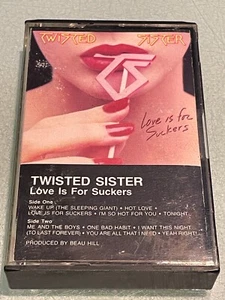 TWISTED SISTER
Love is for
Suckers
TWISTED SISTER
Love Is For Suckers
Side One
WAKE UP (THE SLEEPING GIANT) • HOT LOVE •
LOVE IS FOR SUCKERS • I'M SO HOT FOR YOU • TONIGHT
Side Two
ME AND THE BOYS • ONE BAD HABIT • I WANT THIS NIGHT
(TO LAST FOREVER) • YOU ARE ALL THAT I NEED • YEAH RIGHT!
PRODUCED BY BEAU HILL